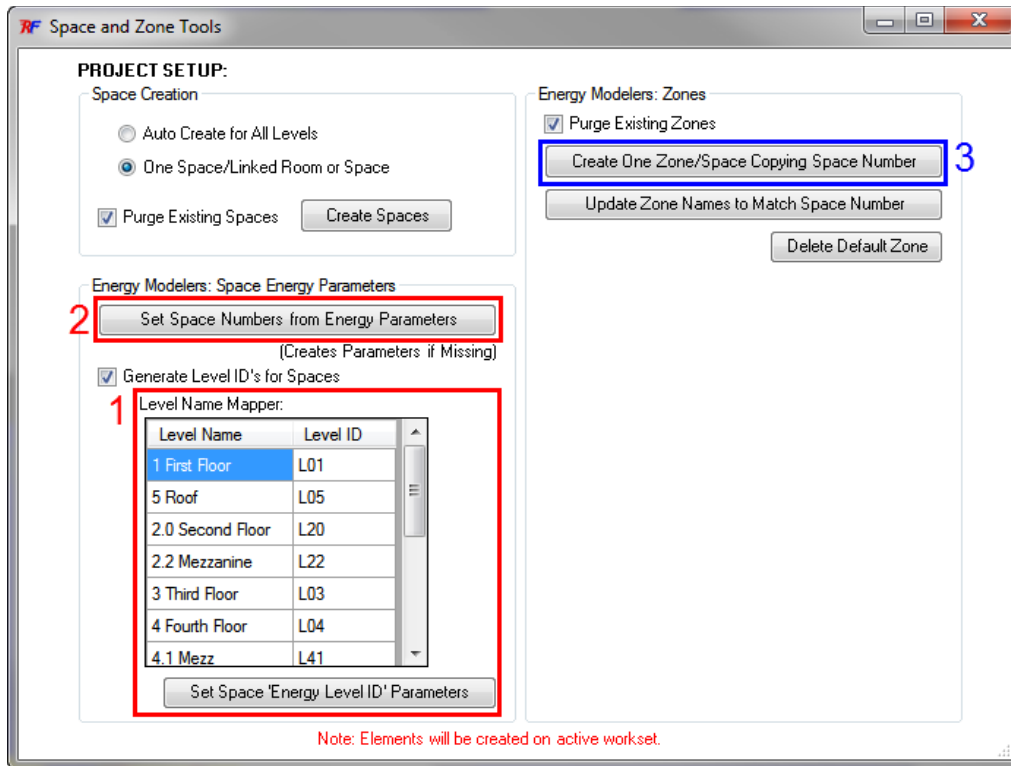 RF Space and Zone Tools
PROJECT SETUP:
Space Creation
Auto Create for All Levels
One Space/Linked Room or Space
Purge Existing Spaces
Create Spaces
Energy Modelers: Space Energy Parameters
2
Set Space Numbers from Energy Parameters
(Creates Parameters if Missing)
Generate Level ID's for Spaces
1
Level Name Mapper:
Level Name Level ID
1 First Floor L01
5 Roof L05
2.0 Second Floor L20
2.2 Mezzanine L22
3 Third Floor L03
4 Fourth Floor L04
4.1 Mezz L41
Set Space 'Energy Level ID' Parameters
Energy Modelers: Zones
Purge Existing Zones
Create One Zone/Space Copying Space Number
3
Update Zone Names to Match Space Number
Delete Default Zone
Note: Elements will be created on active workset.